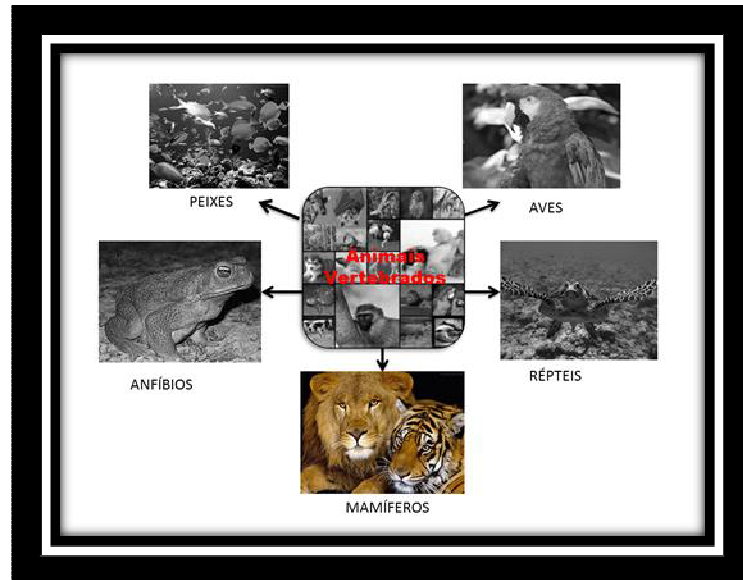 PEIXES
AVES
Animais
Vertebrados
ANFÍBIOS
RÉPTEIS
MAMÍFEROS